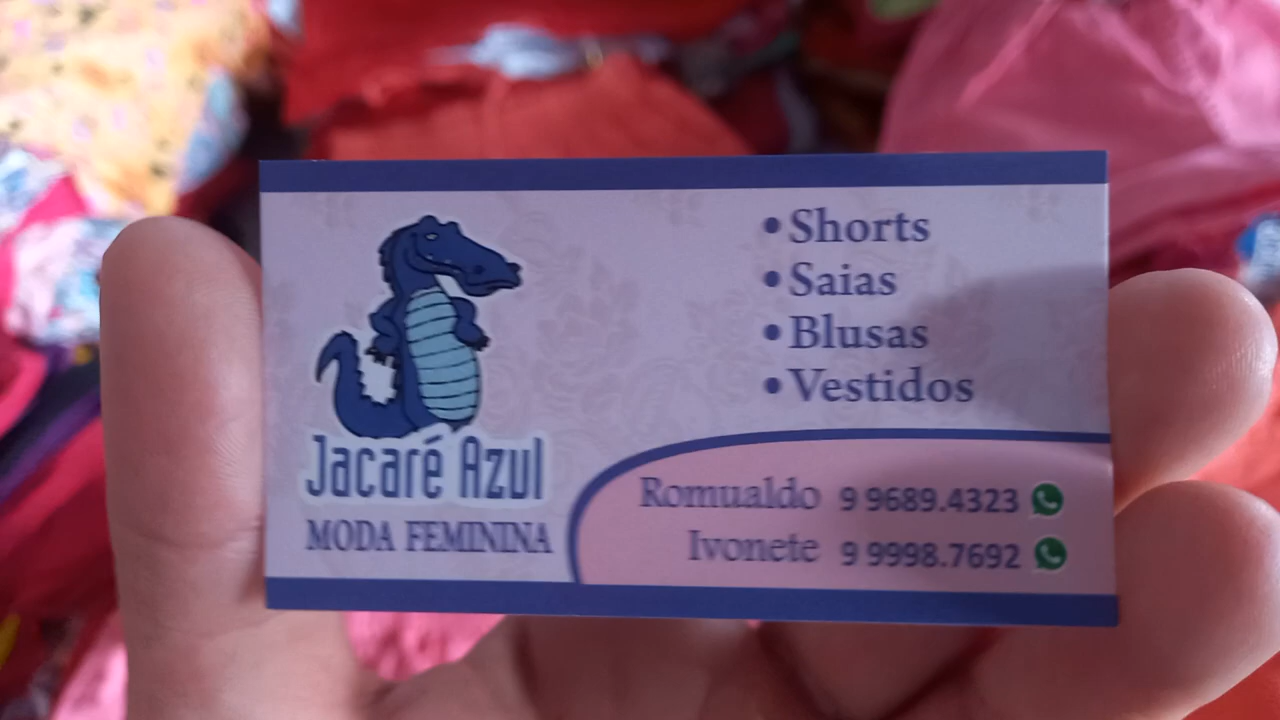 Jacaré Azul
MODA FEMININA
• Shorts
• Saias
• Blusas
• Vestidos
Romualdo 9 9689.4323
Ivonete 9 9998.7692